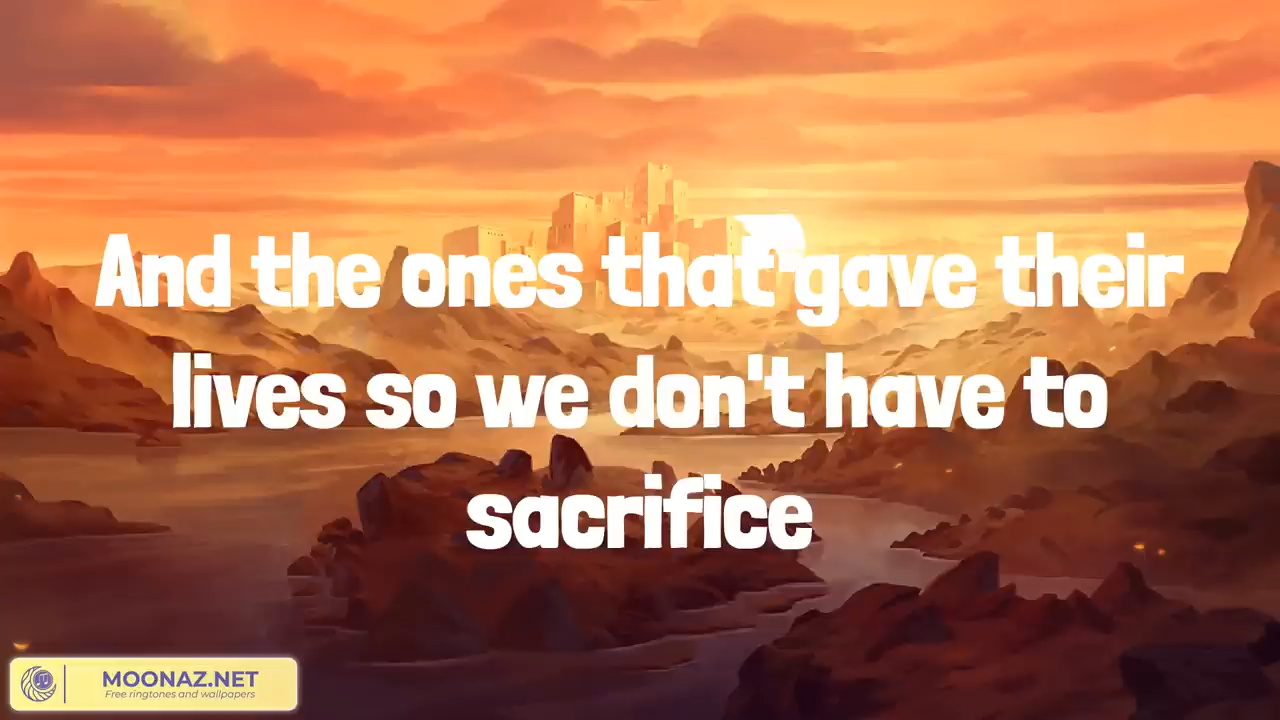 And the ones that gave their
lives so we don't have to
sacrifice
MOONAZ.NET
Free ringtones and wallpapers